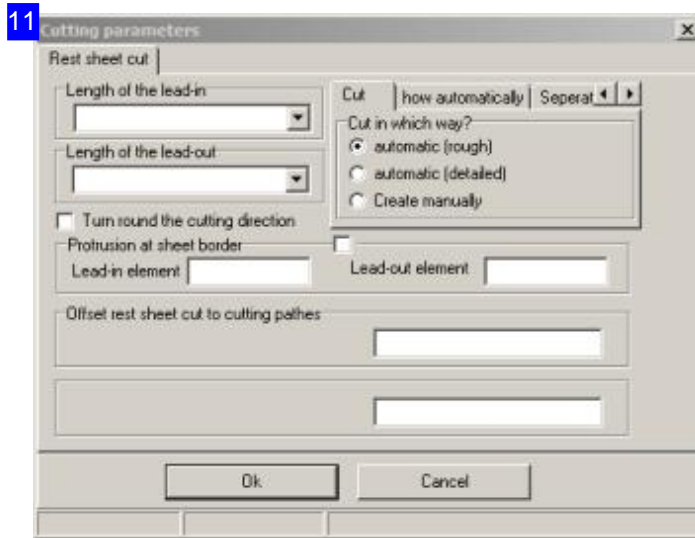 11
Cutting parameters
Rest sheet cut
Length of the lead-in
Length of the lead-out
Turn round the cutting direction
Cut how automatically Seperat
Cut in which way?
automatic (rough)
automatic (detailed)
Create manually
Protrusion at sheet border
Lead-in element
Lead-out element
Offset rest sheet cut to cutting pathes
Ok Cancel